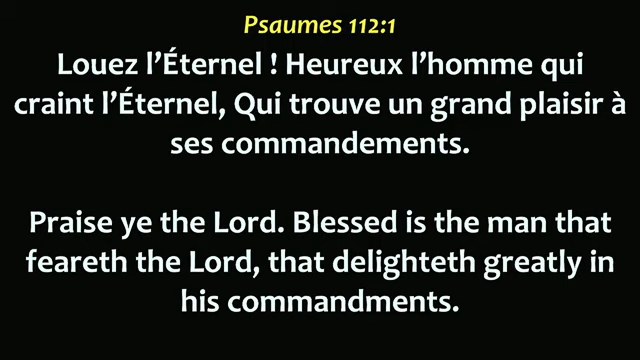 Psaumes 112:1
Louez l’Éternel ! Heureux l’homme qui
craint l’Éternel, Qui trouve un grand plaisir à
ses commandements.
Praise ye the Lord. Blessed is the man that
feareth the Lord, that delighteth greatly in
his commandments.